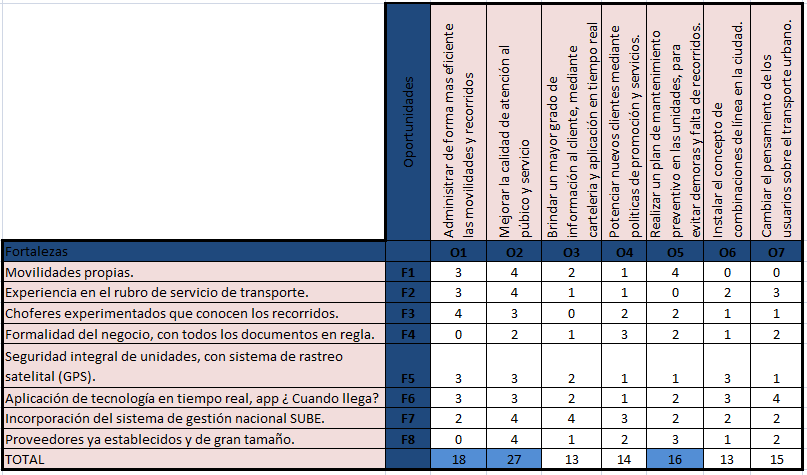 Oportunidades
Adminisitrar de forma mas eficiente
las movilidades y recorridos
Mejorar la calidad de atención al
púbico y servicio
Brindar un mayor grado de
información al cliente, mediante
carteleria y aplicación en tiempo real
Potenciar nuevos clientes mediante
politicas de promoción y servicios.
Realizar un plan de mantenimiento
preventivo en las unidades, para
evitar demoras y falta de recorridos.
Instalar el concepto de
combinaciones de línea en la ciudad.
Cambiar el pensamiento de los
usuarios sobre el transporte urbano.
Fortalezas O1 O2 O3 O4 O5 O6 O7
Movilidades propias. F1 3 4 2 1 4 0 0
Experiencia en el rubro de servicio de transporte. F2 3 4 1 1 0 2 3
Choferes experimentados que conocen los recorridos. F3 4 3 0 2 2 1 1
Formalidad del negocio, con todos los documentos en regla. F4 0 2 1 3 2 1 2
Seguridad integral de unidades, con sistema de rastreo
satelital (GPS). F5 3 3 2 1 1 3 1
Aplicación de tecnología en tiempo real, app ¿ Cuando llega? F6 3 3 2 1 2 3 4
Incorporación del sistema de gestión nacional SUBE. F7 2 4 4 3 2 2 2
Proveedores ya establecidos y de gran tamaño. F8 0 4 1 2 3 1 2
TOTAL 18 27 13 14 16 13 15